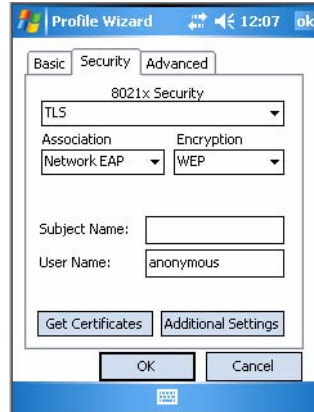 Profile Wizard 12:07 ok
Basic Security Advanced
8021x Security
TLS
Association Encryption
Network EAP WEP
Subject Name:
User Name: anonymous
Get Certificates Additional Settings
OK Cancel